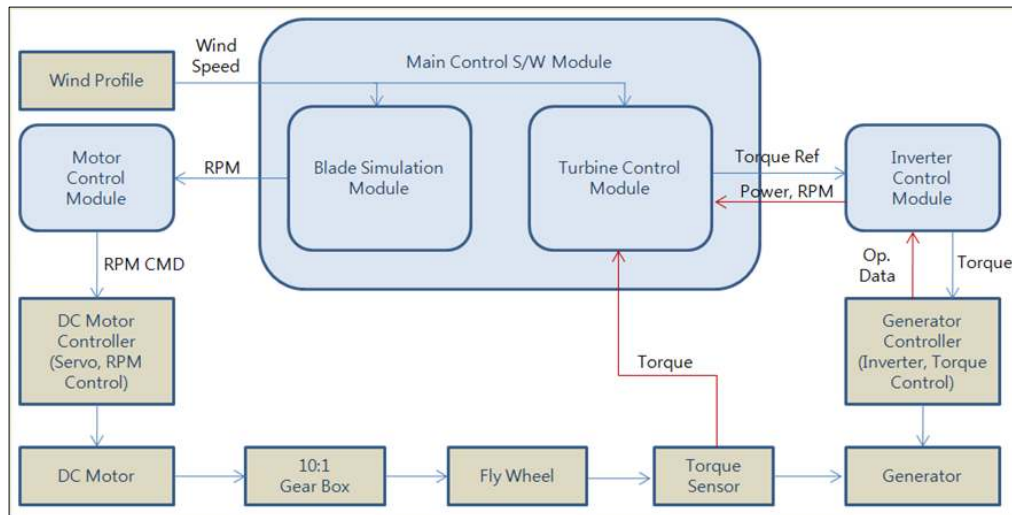 Wind
Speed
Main Control S/W Module
Wind Profile
Motor
Control
Module
RPM
Blade Simulation
Module
Turbine Control
Module
Torque Ref
Power, RPM
Inverter
Control
Module
RPM CMD
Op.
Data
Torque
DC Motor
Controller
(Servo, RPM
Control)
Torque
Generator
Controller
(Inverter, Torque
Control)
DC Motor
10:1
Gear Box
Fly Wheel
Torque
Sensor
Generator